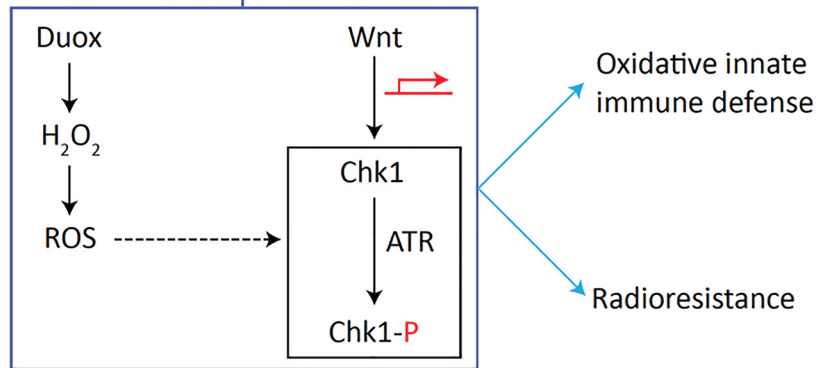 Duox
Wnt
H₂O₂
Chk1
ROS
ATR
Chk1-P
Oxidative innate
immune defense
Radioresistance